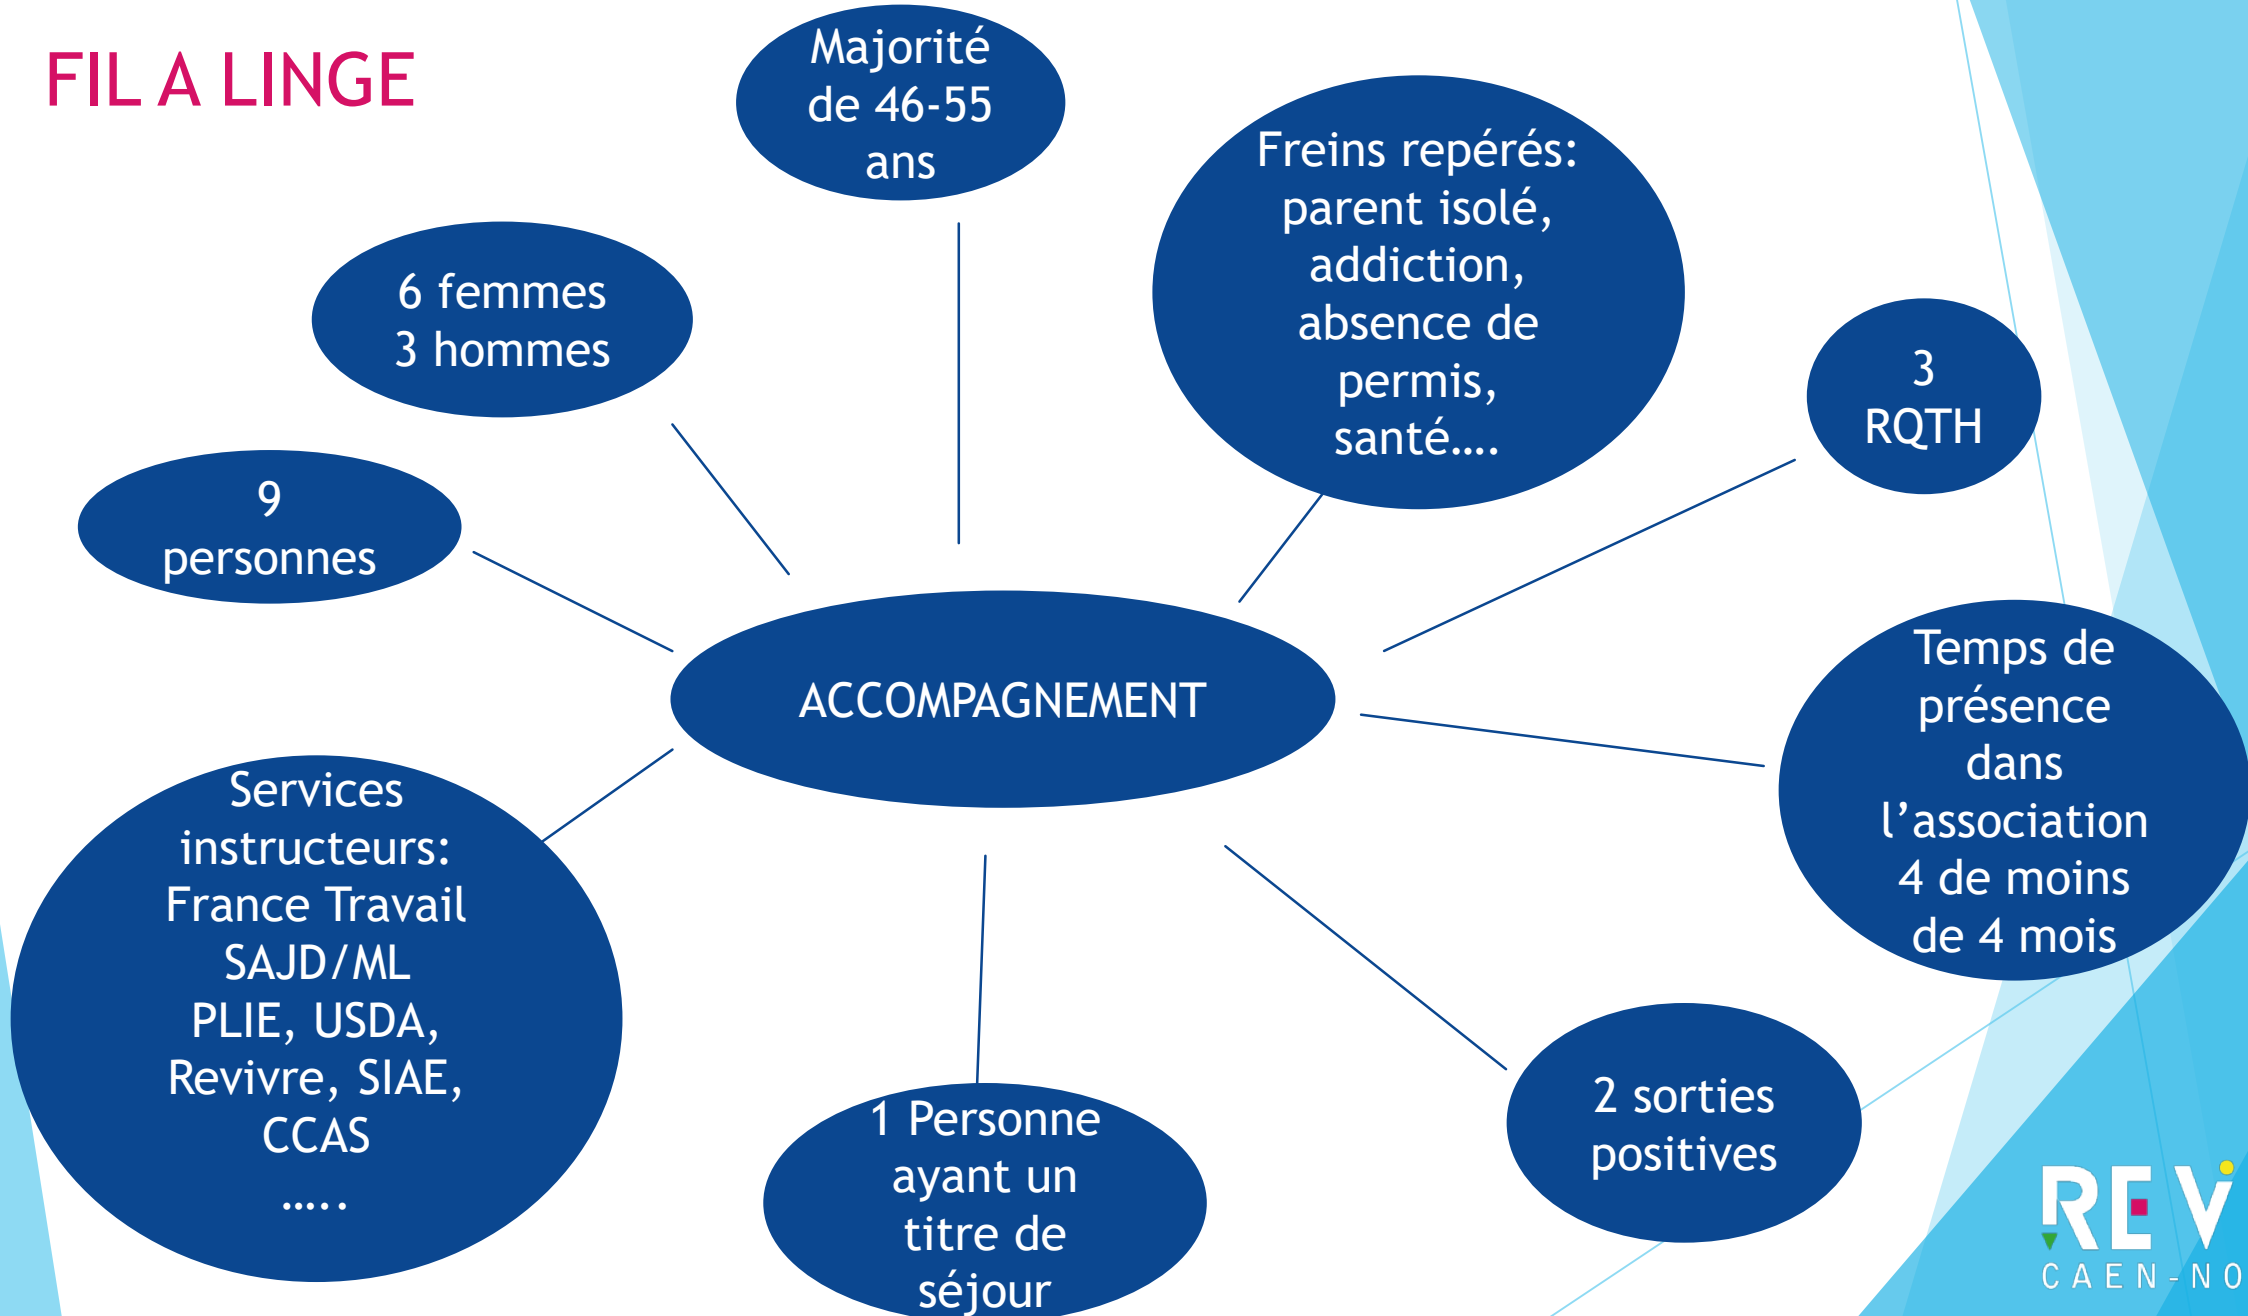 FIL A LINGE
Majorité
de 46-55
ans
Freins repérés:
parent isolé,
addiction,
absence de
permis,
santé….
6 femmes
3 hommes
3
RQTH
9
personnes
ACCOMPAGNEMENT
Temps de
présence
dans
l’association
4 de moins
de 4 mois
Services
instructeurs:
France Travail
SAJD/ML
PLIE, USDA,
Revivre, SIAE,
CCAS
…..
1 Personne
ayant un
titre de
séjour
2 sorties
positives
REVi
CAEN-NO